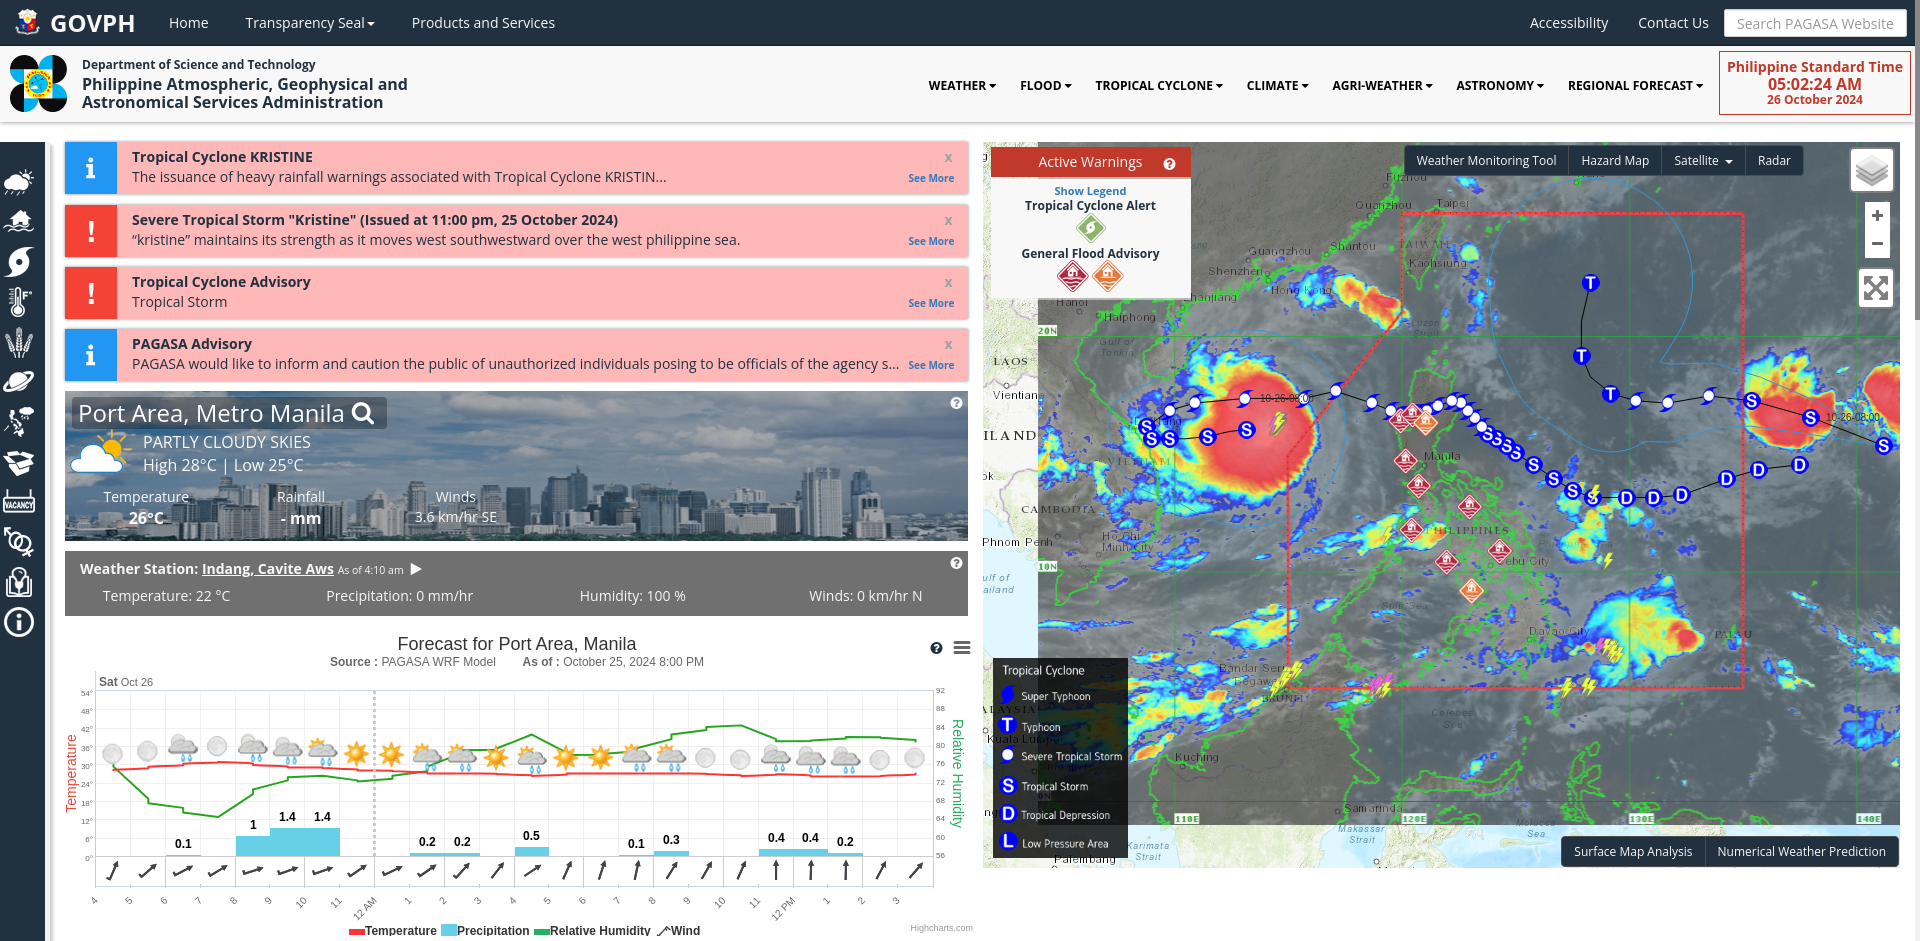 GOVPH
Home
Transparency Seal
Products and Services
Accessibility
Contact Us
Search PAGASA Website
Department of Science and Technology
Philippine Atmospheric, Geophysical and
Astronomical Services Administration
WEATHER
FLOOD
TROPICAL CYCLONE
CLIMATE
AGRI-WEATHER
ASTRONOMY
REGIONAL FORECAST
Philippine Standard Time
05:02:24 AM
26 October 2024
VACANCY
Tropical Cyclone KRISTINE
x
The issuance of heavy rainfall warnings associated with Tropical Cyclone KRISTIN...
See More
Severe Tropical Storm "Kristine" (Issued at 11:00 pm, 25 October 2024)
x
“kristine” maintains its strength as it moves west southwestward over the west philippine sea.
See More
Tropical Cyclone Advisory
x
Tropical Storm
See More
PAGASA Advisory
x
PAGASA would like to inform and caution the public of unauthorized individuals posing to be officials of the agency s...
See More
Port Area, Metro Manila
PARTLY CLOUDY SKIES
High 28°C | Low 25°C
Temperature
26°C
Rainfall
- mm
Winds
3.6 km/hr SE
Weather Station: Indang, Cavite Aws As of 4:10 am
Temperature: 22 °C
Precipitation: 0 mm/hr
Humidity: 100 %
Winds: 0 km/hr N
Forecast for Port Area, Manila
Source : PAGASA WRF Model As of : October 25, 2024 8:00 PM
Sat Oct 26
54°
48°
42°
36°
30°
24°
18°
12°
6°
0°
Temperature
92
88
84
80
76
72
68
64
60
56
Relative Humidity
0.1
1
1.4
1.4
0.2
0.2
0.5
0.1
0.3
0.4
0.4
0.2
4 5 6 7 8 9 10 11 12 AM 1 2 3 4 5 6 7 8 9 10 11 12 PM 1 2 3
Temperature Precipitation Relative Humidity Wind
Highcharts.com
Active Warnings
Show Legend
Tropical Cyclone Alert
General Flood Advisory
Weather Monitoring Tool
Hazard Map
Satellite
Radar
+
−
Fuzhou
Quanzhou
Taipei
Guangzhou
Shantou
TAIWAN
Shenzhen
Kaohsiung
Hong Kong
Hanoi
Zhanjiang
Haiphong
20N
Luzon
Strait
Gulf of
Tonkin
LAOS
Vientian
10-26-08:00
10-26-08:00
ILAND
VIETNAM
Manila
ok
CAMBODIA
PHILIPPINES
Phnom Penh
Ho Chi
Minh City
Cebu City
10N
ulf of
ailand
Sulu Sea
Davao City
PALAU
Bandar Seri
Begawan
BRUNEI
Celebes
Sea
ALAYSIA
Kuala Lumpur
Kuching
Samarinda
110E
120E
130E
140E
Makassar
Strait
Molucca
Sea
Karimata
Strait
Palembang
Tropical Cyclone
Super Typhoon
T Typhoon
Severe Tropical Storm
S Tropical Storm
D Tropical Depression
L Low Pressure Area
Surface Map Analysis
Numerical Weather Prediction